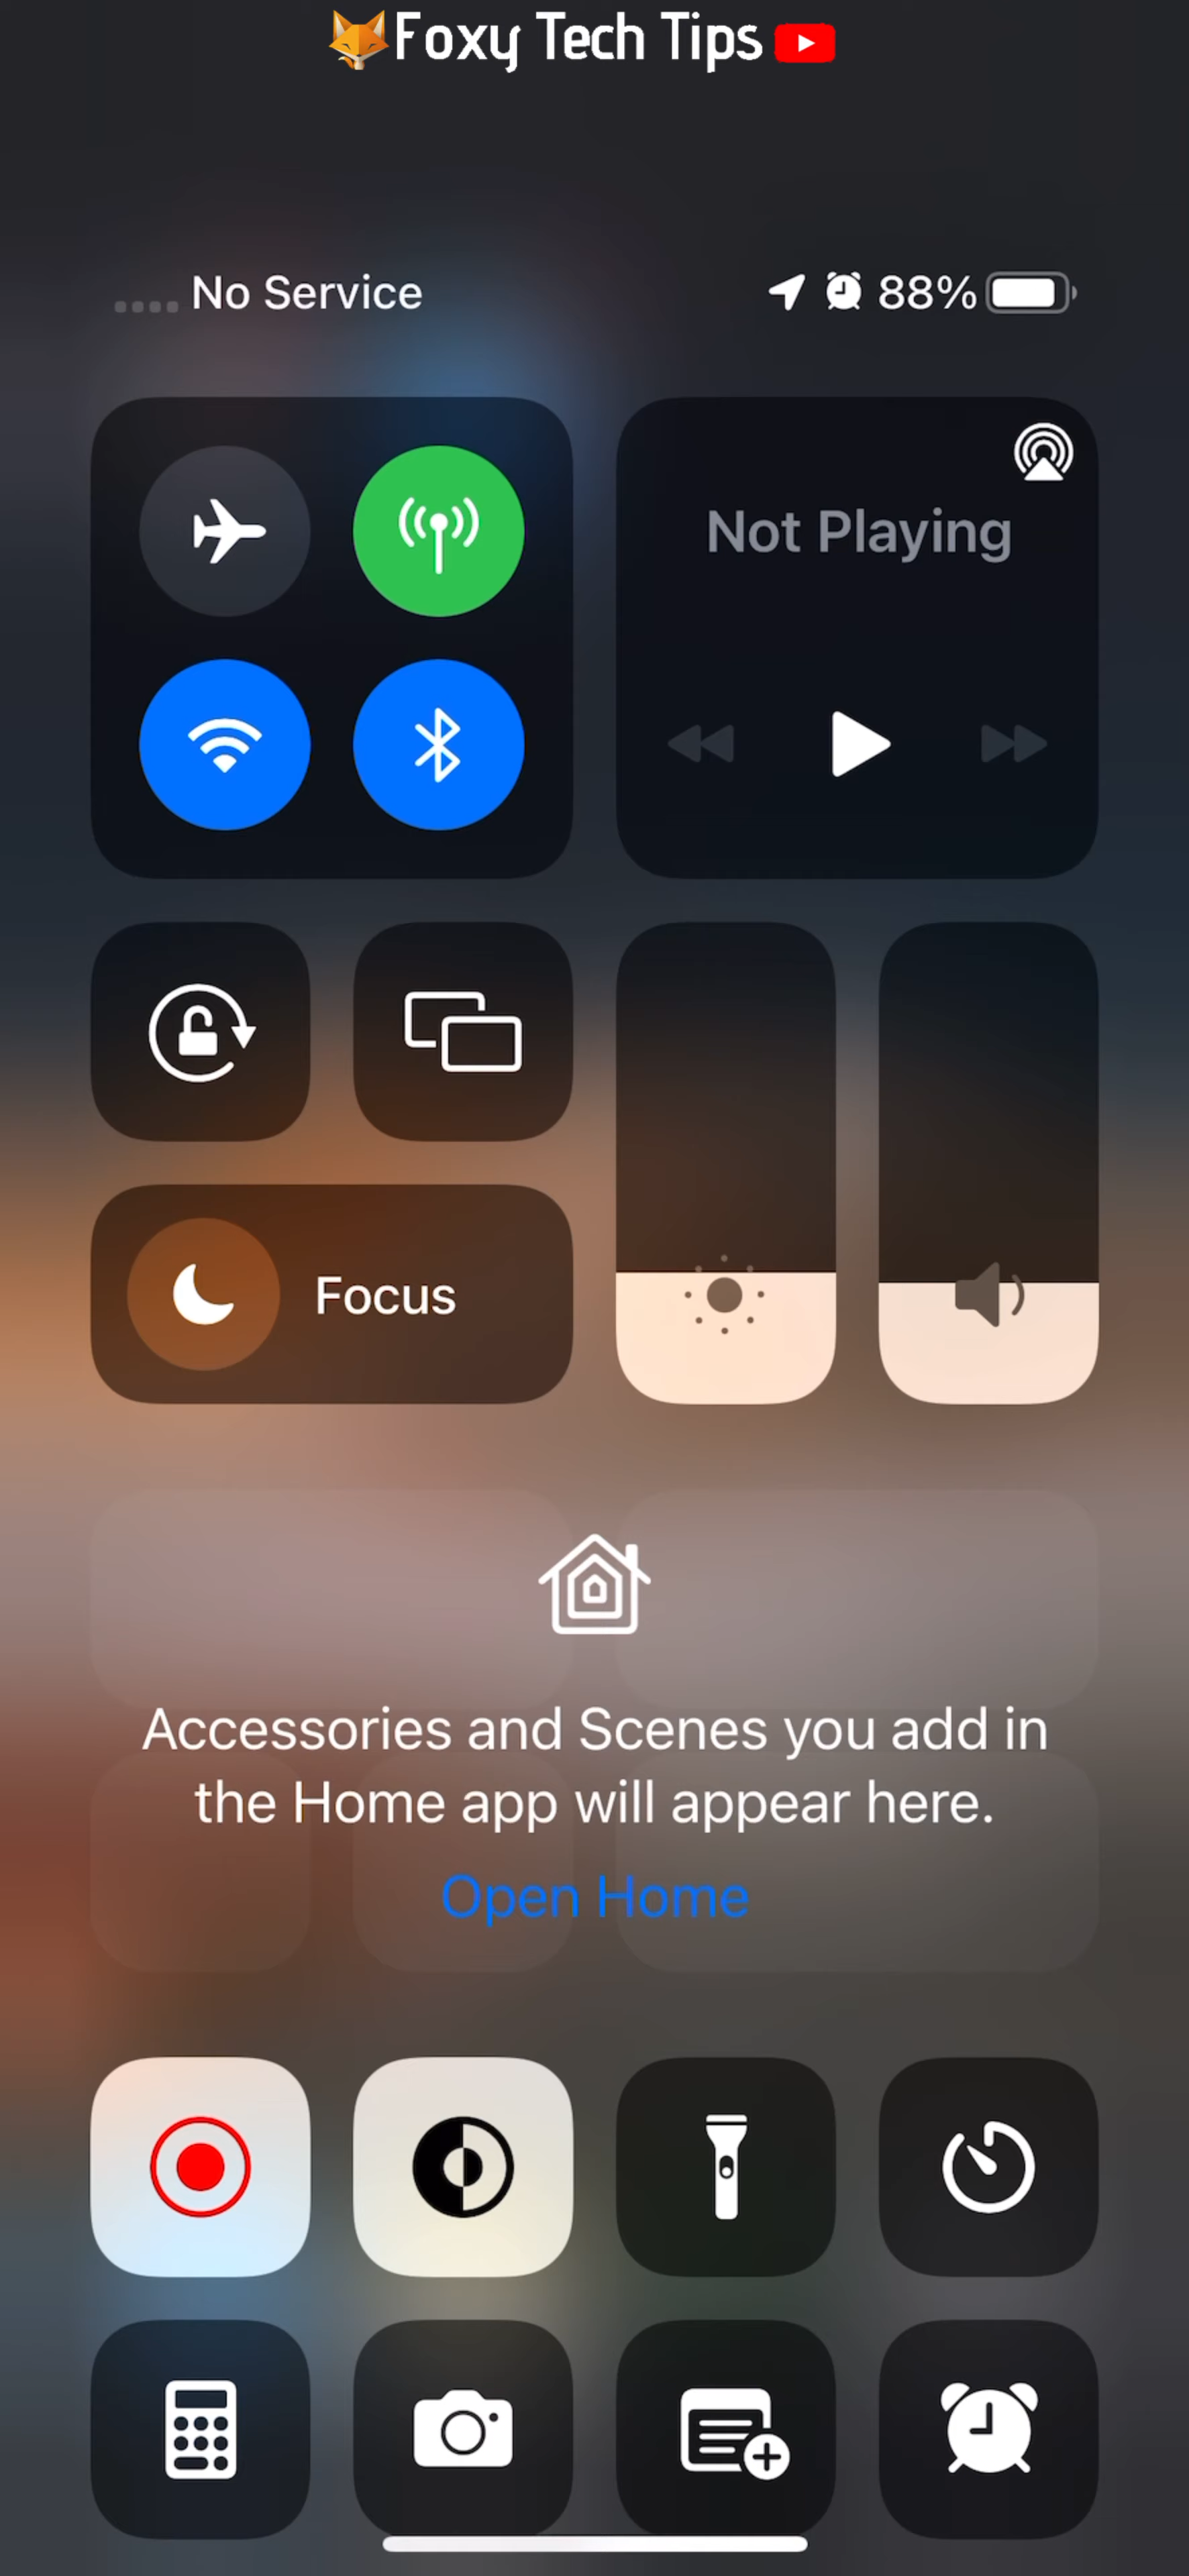 Foxy Tech Tips
No Service
88%
Not Playing
Focus
Accessories and Scenes you add in
the Home app will appear here.
Open Home